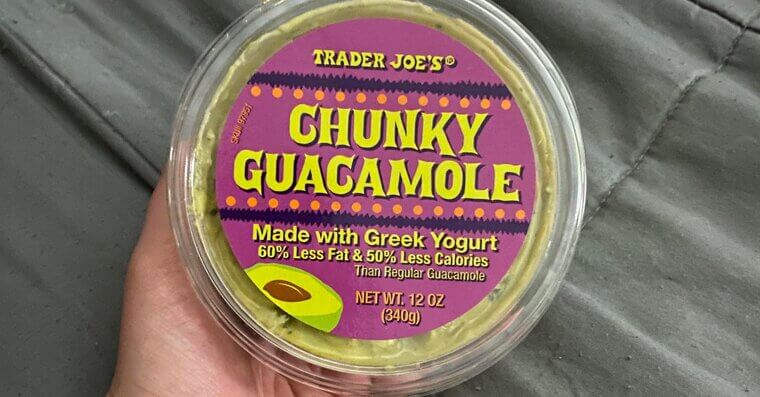 TRADER JOE'S®
CHUNKY
GUACAMOLE
Made with Greek Yogurt
60% Less Fat & 50% Less Calories
Than Regular Guacamole
NET WT. 12 OZ
(340g)